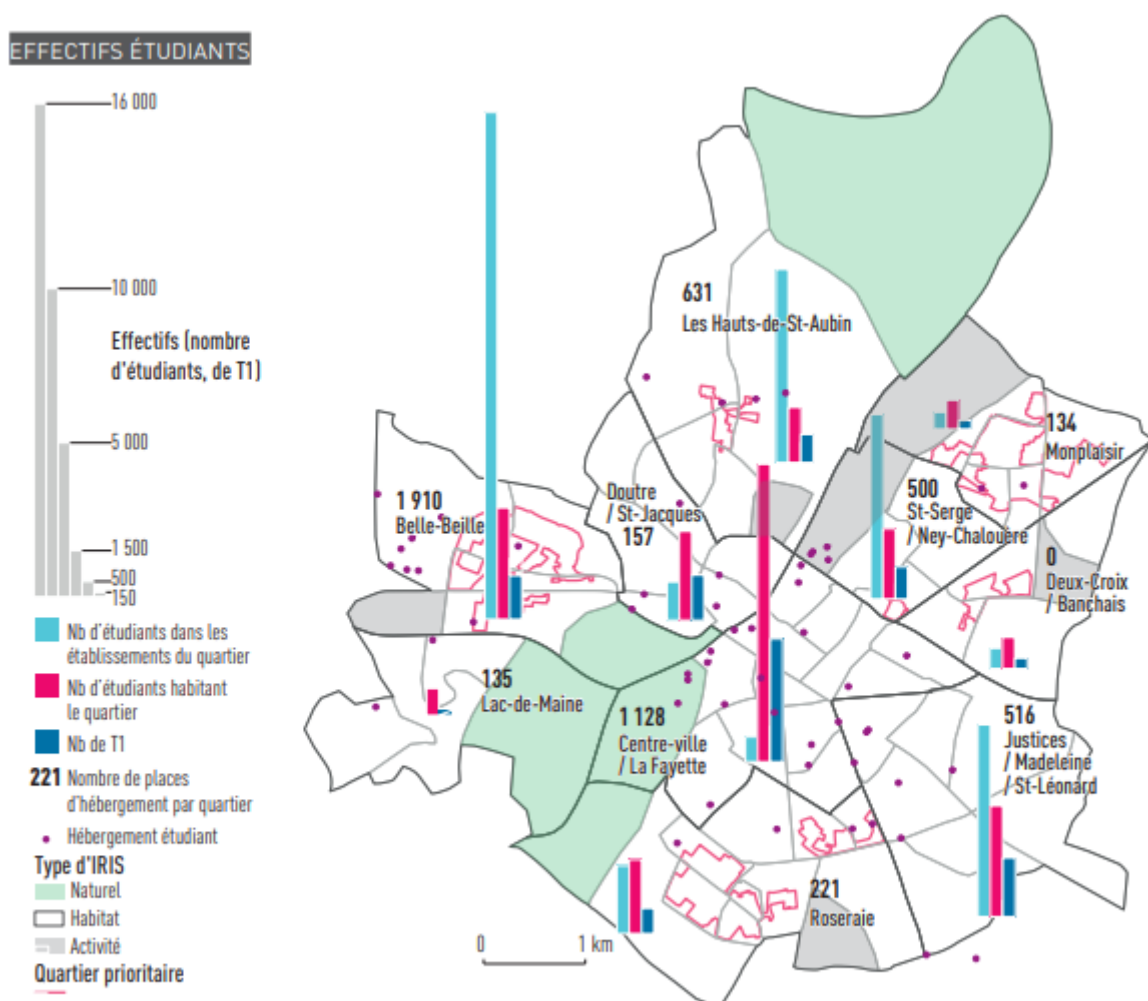 EFFECTIFS ÉTUDIANTS
16 000
10 000
Effectifs (nombre
d'étudiants, de T1)
5 000
1 500
500
150
Nb d'étudiants dans les
établissements du quartier
Nb d'étudiants habitant
le quartier
Nb de T1
221 Nombre de places
d'hébergement par quartier
Hébergement étudiant
Type d'IRIS
Naturel
Habitat
Activité
Quartier prioritaire
631
Les Hauts-de-St-Aubin
134
Monplaisir
1 910
Belle-Beille
Doutre
/ St-Jacques
157
500
St-Serge
/ Ney-Chalouère
0
Deux-Croix
/ Banchais
135
Lac-de-Maine
1 128
Centre-ville
/ La Fayette
516
Justices
/ Madeleine
/ St-Léonard
221
Roseraie
0 1 km